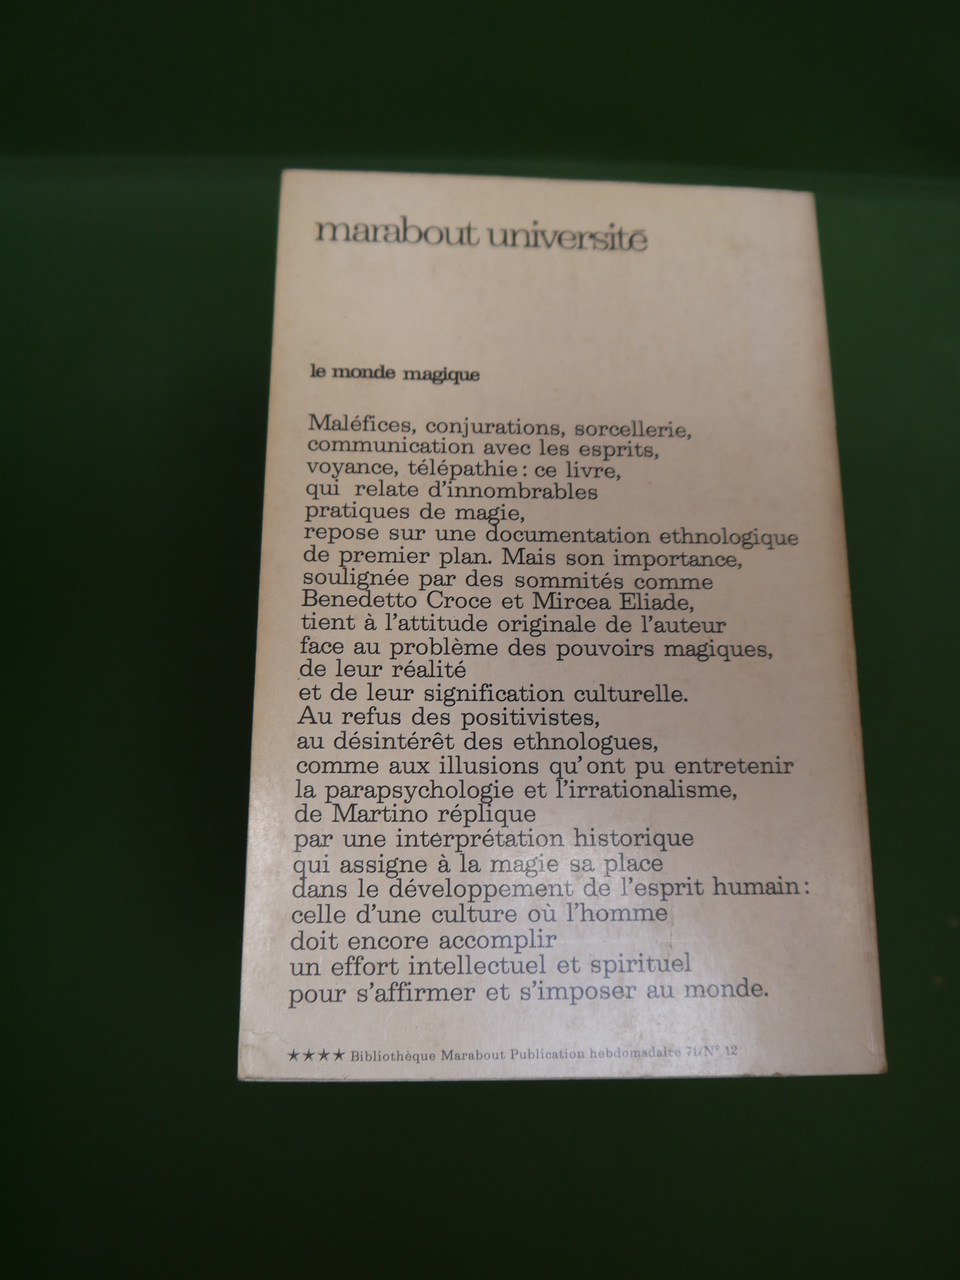 marabout université
le monde magique
Maléfices, conjurations, sorcellerie,
communication avec les esprits,
voyance, télépathie : ce livre,
qui relate d'innombrables
pratiques de magie,
repose sur une documentation ethnologique
de premier plan. Mais son importance,
soulignée par des sommités comme
Benedetto Croce et Mircea Eliade,
tient à l'attitude originale de l'auteur
face au problème des pouvoirs magiques,
de leur réalité
et de leur signification culturelle.
Au refus des positivistes,
au désintérêt des ethnologues,
comme aux illusions qu'ont pu entretenir
la parapsychologie et l'irrationalisme,
de Martino réplique
par une interprétation historique
qui assigne à la magie sa place
dans le développement de l'esprit humain :
celle d'une culture où l'homme
doit encore accomplir
un effort intellectuel et spirituel
pour s'affirmer et s'imposer au monde.
★★★★ Bibliothèque Marabout Publication hebdomadaire 71/N° 12